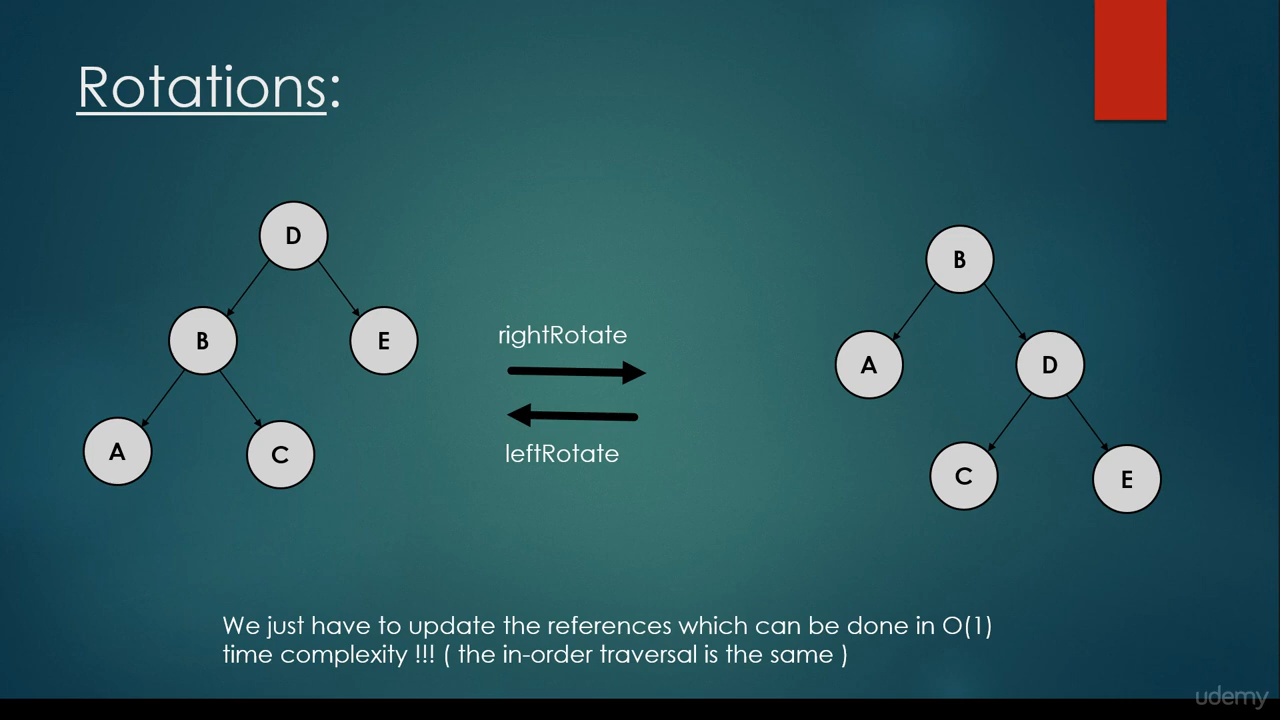 Rotations:
D
B
E
A
C
rightRotate
leftRotate
B
A
D
C
E
We just have to update the references which can be done in O(1)
time complexity !!! ( the in-order traversal is the same )
udemy